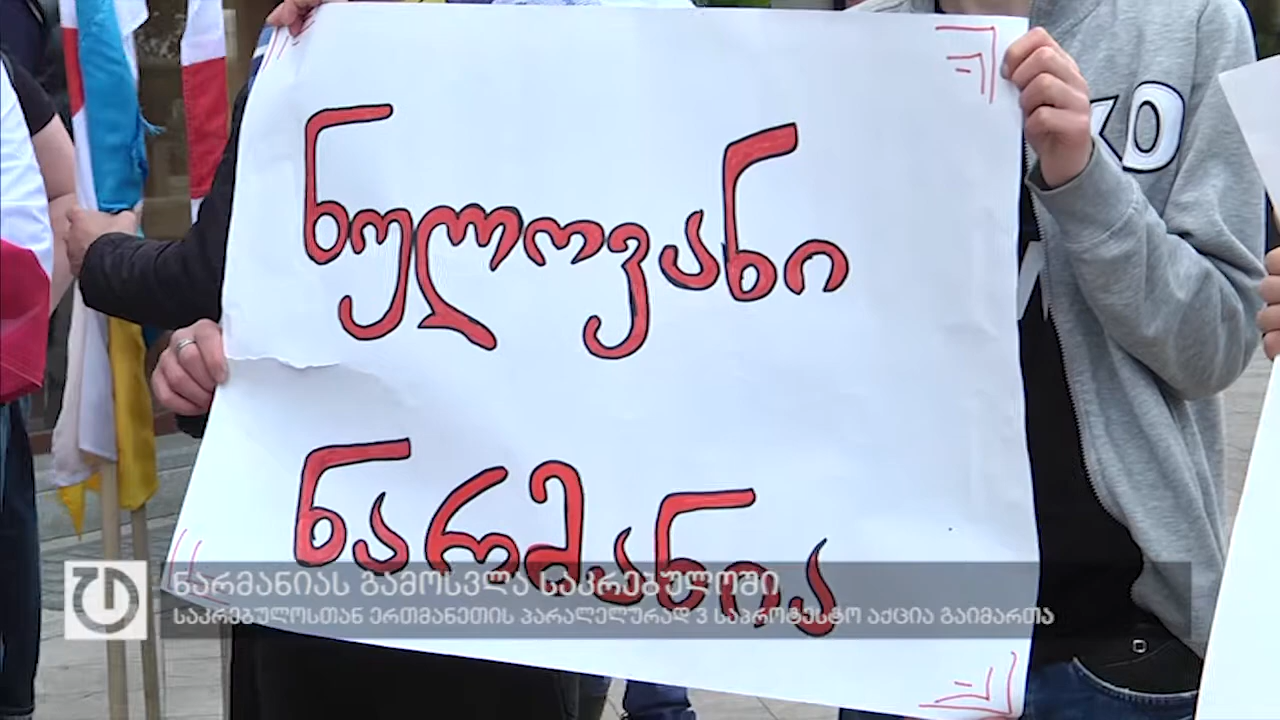 ნულოვანი
ნარმანია
ნარმანიას გამოსვლა საკრებულოში
საკრებულოსთან ერთმანეთის პარალელურად 3 საპროტესტო აქცია გაიმართა